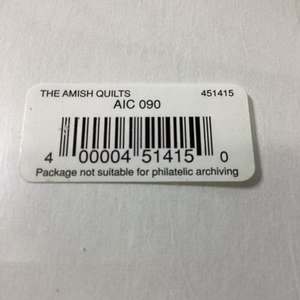 THE AMISH QUILTS 451415
AIC 090
4 00004 51415 0
Package not suitable for philatelic archiving